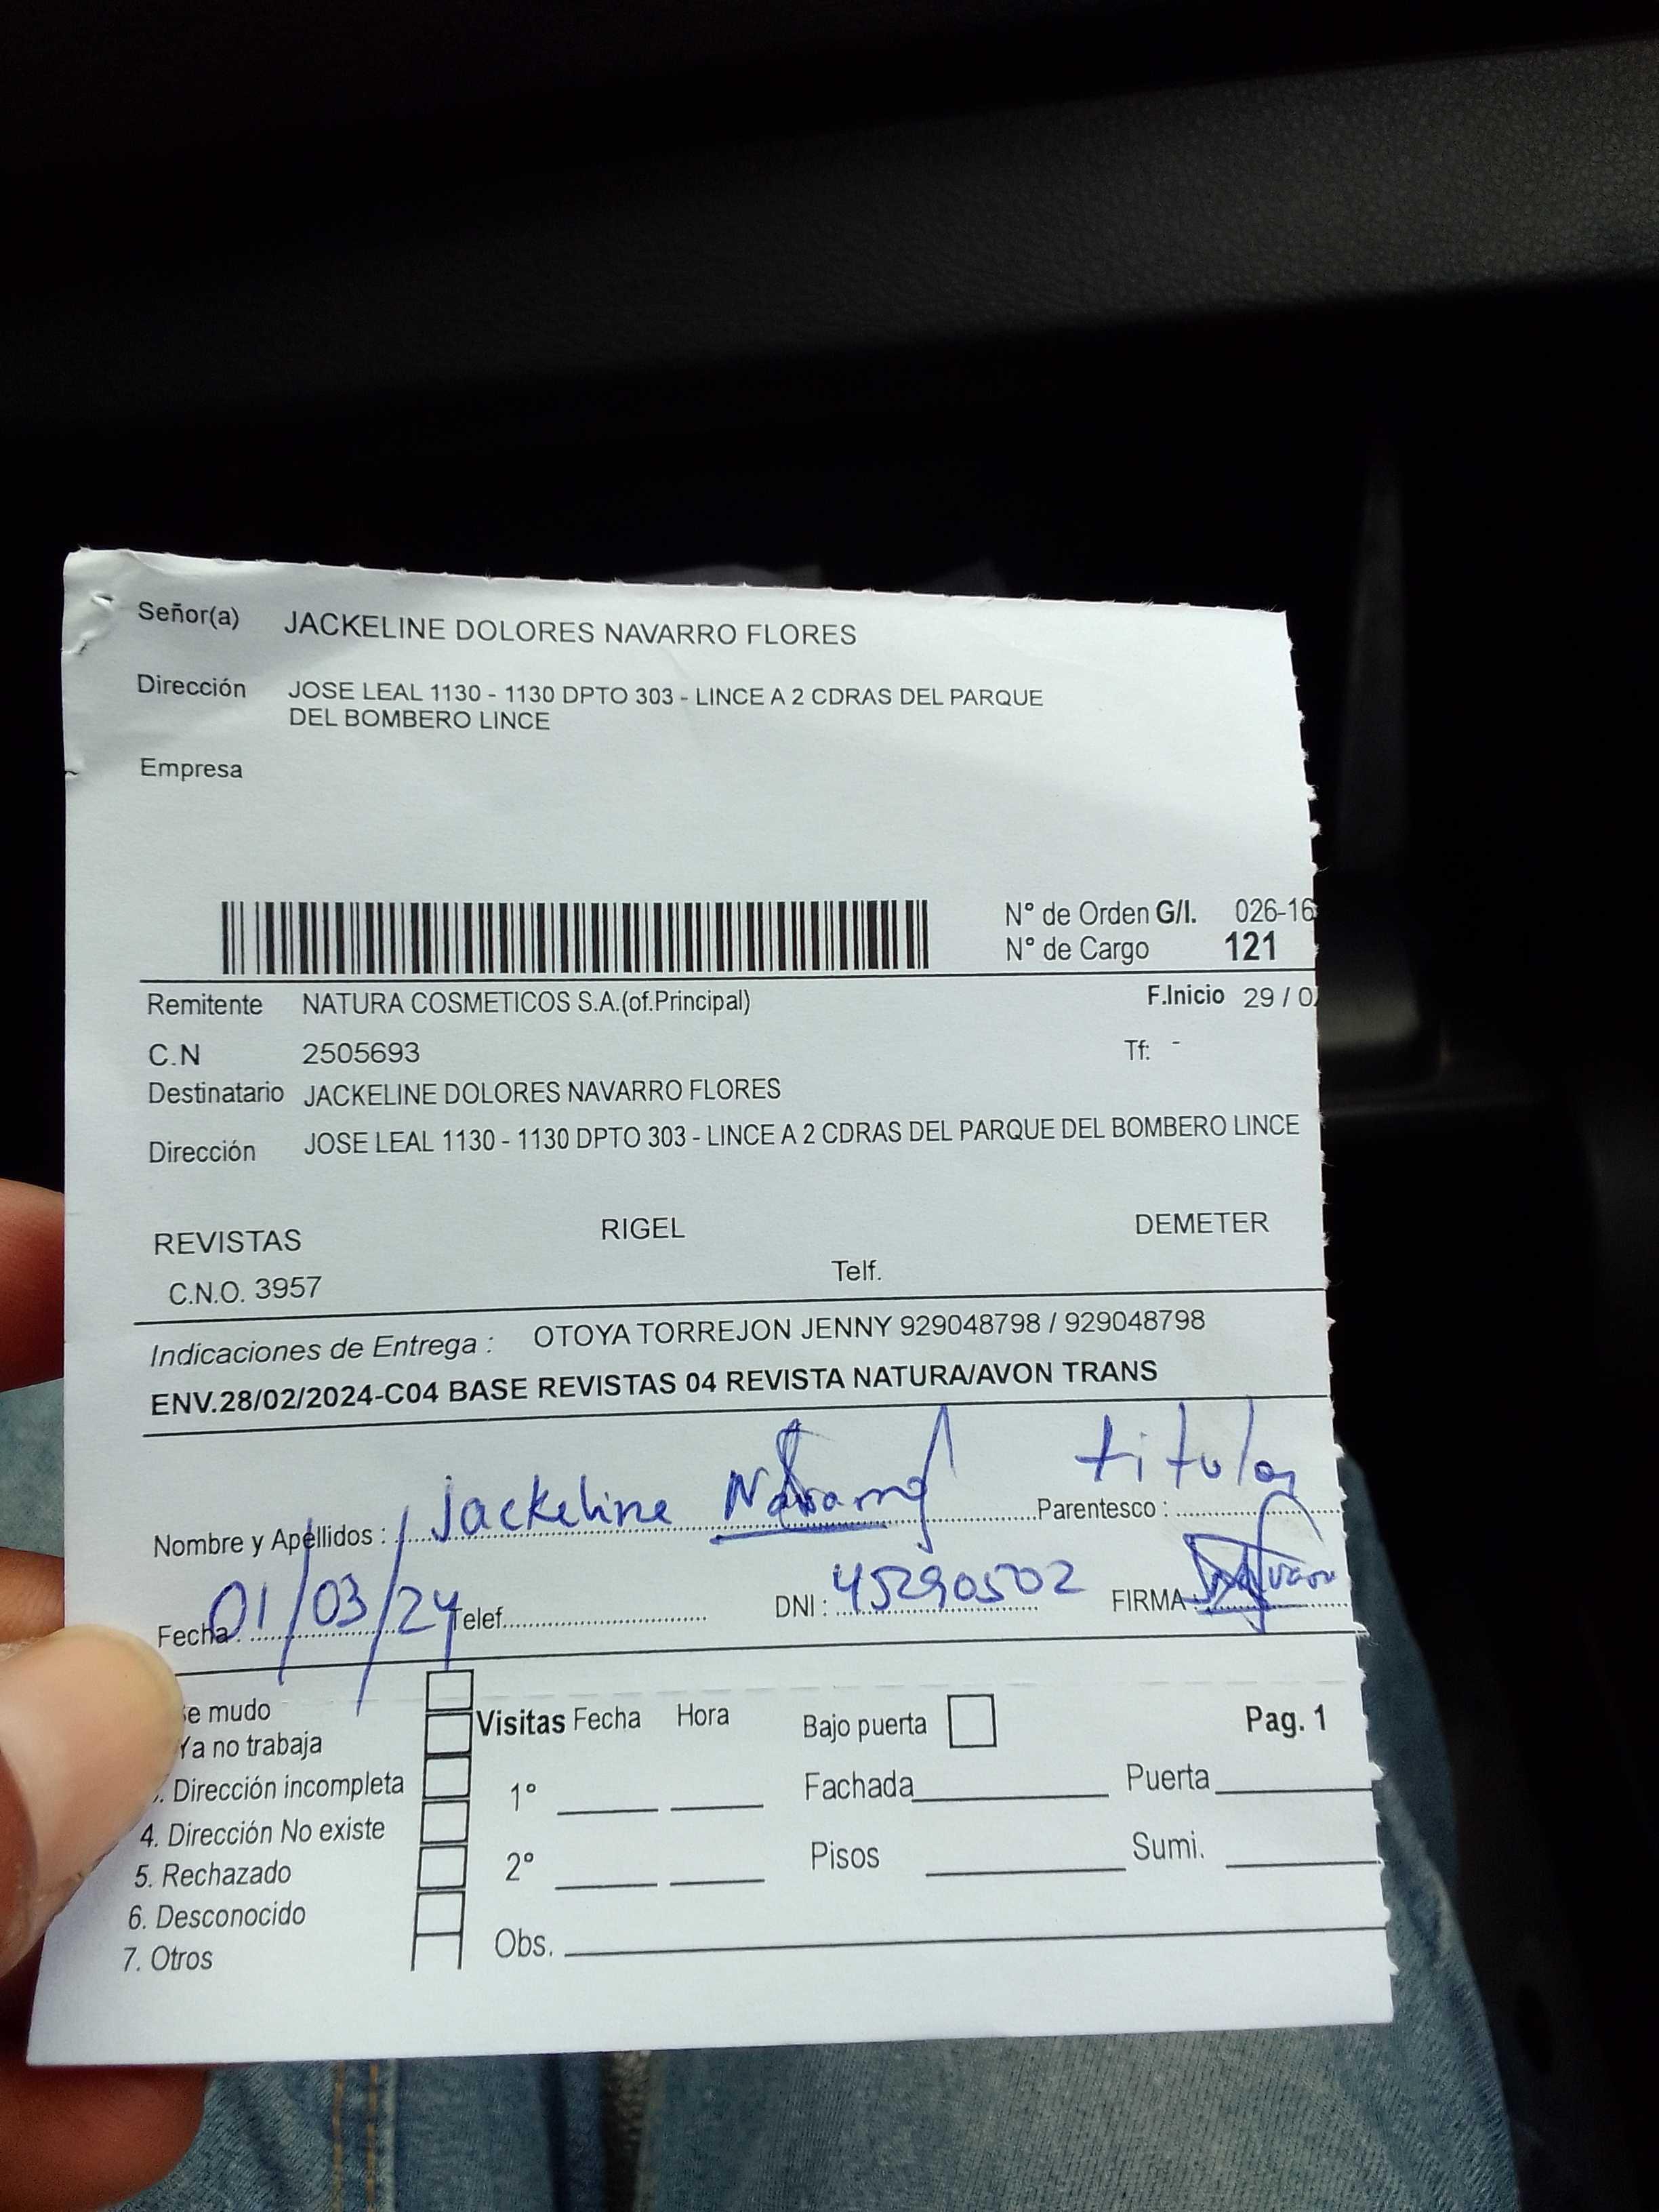 Señor(a) JACKELINE DOLORES NAVARRO FLORES
Dirección JOSE LEAL 1130 - 1130 DPTO 303 - LINCE A 2 CDRAS DEL PARQUE
DEL BOMBERO LINCE
Empresa
N° de Orden G/I. 026-16
N° de Cargo 121
Remitente NATURA COSMETICOS S.A.(of.Principal) F.Inicio 29 / 0
C.N 2505693 Tf: -
Destinatario JACKELINE DOLORES NAVARRO FLORES
Dirección JOSE LEAL 1130 - 1130 DPTO 303 - LINCE A 2 CDRAS DEL PARQUE DEL BOMBERO LINCE
REVISTAS RIGEL DEMETER
C.N.O. 3957 Telf.
Indicaciones de Entrega : OTOYA TORREJON JENNY 929048798 / 929048798
ENV.28/02/2024-C04 BASE REVISTAS 04 REVISTA NATURA/AVON TRANS
Nombre y Apellidos : Jackeline Navarro Parentesco : titular
Fecha : 01/03/24 Telef. DNI : 45290502 FIRMA
e mudo
Ya no trabaja
. Dirección incompleta
4. Dirección No existe
5. Rechazado
6. Desconocido
7. Otros
Visitas Fecha Hora Bajo puerta Pag. 1
1° Fachada Puerta
2° Pisos Sumi.
Obs.